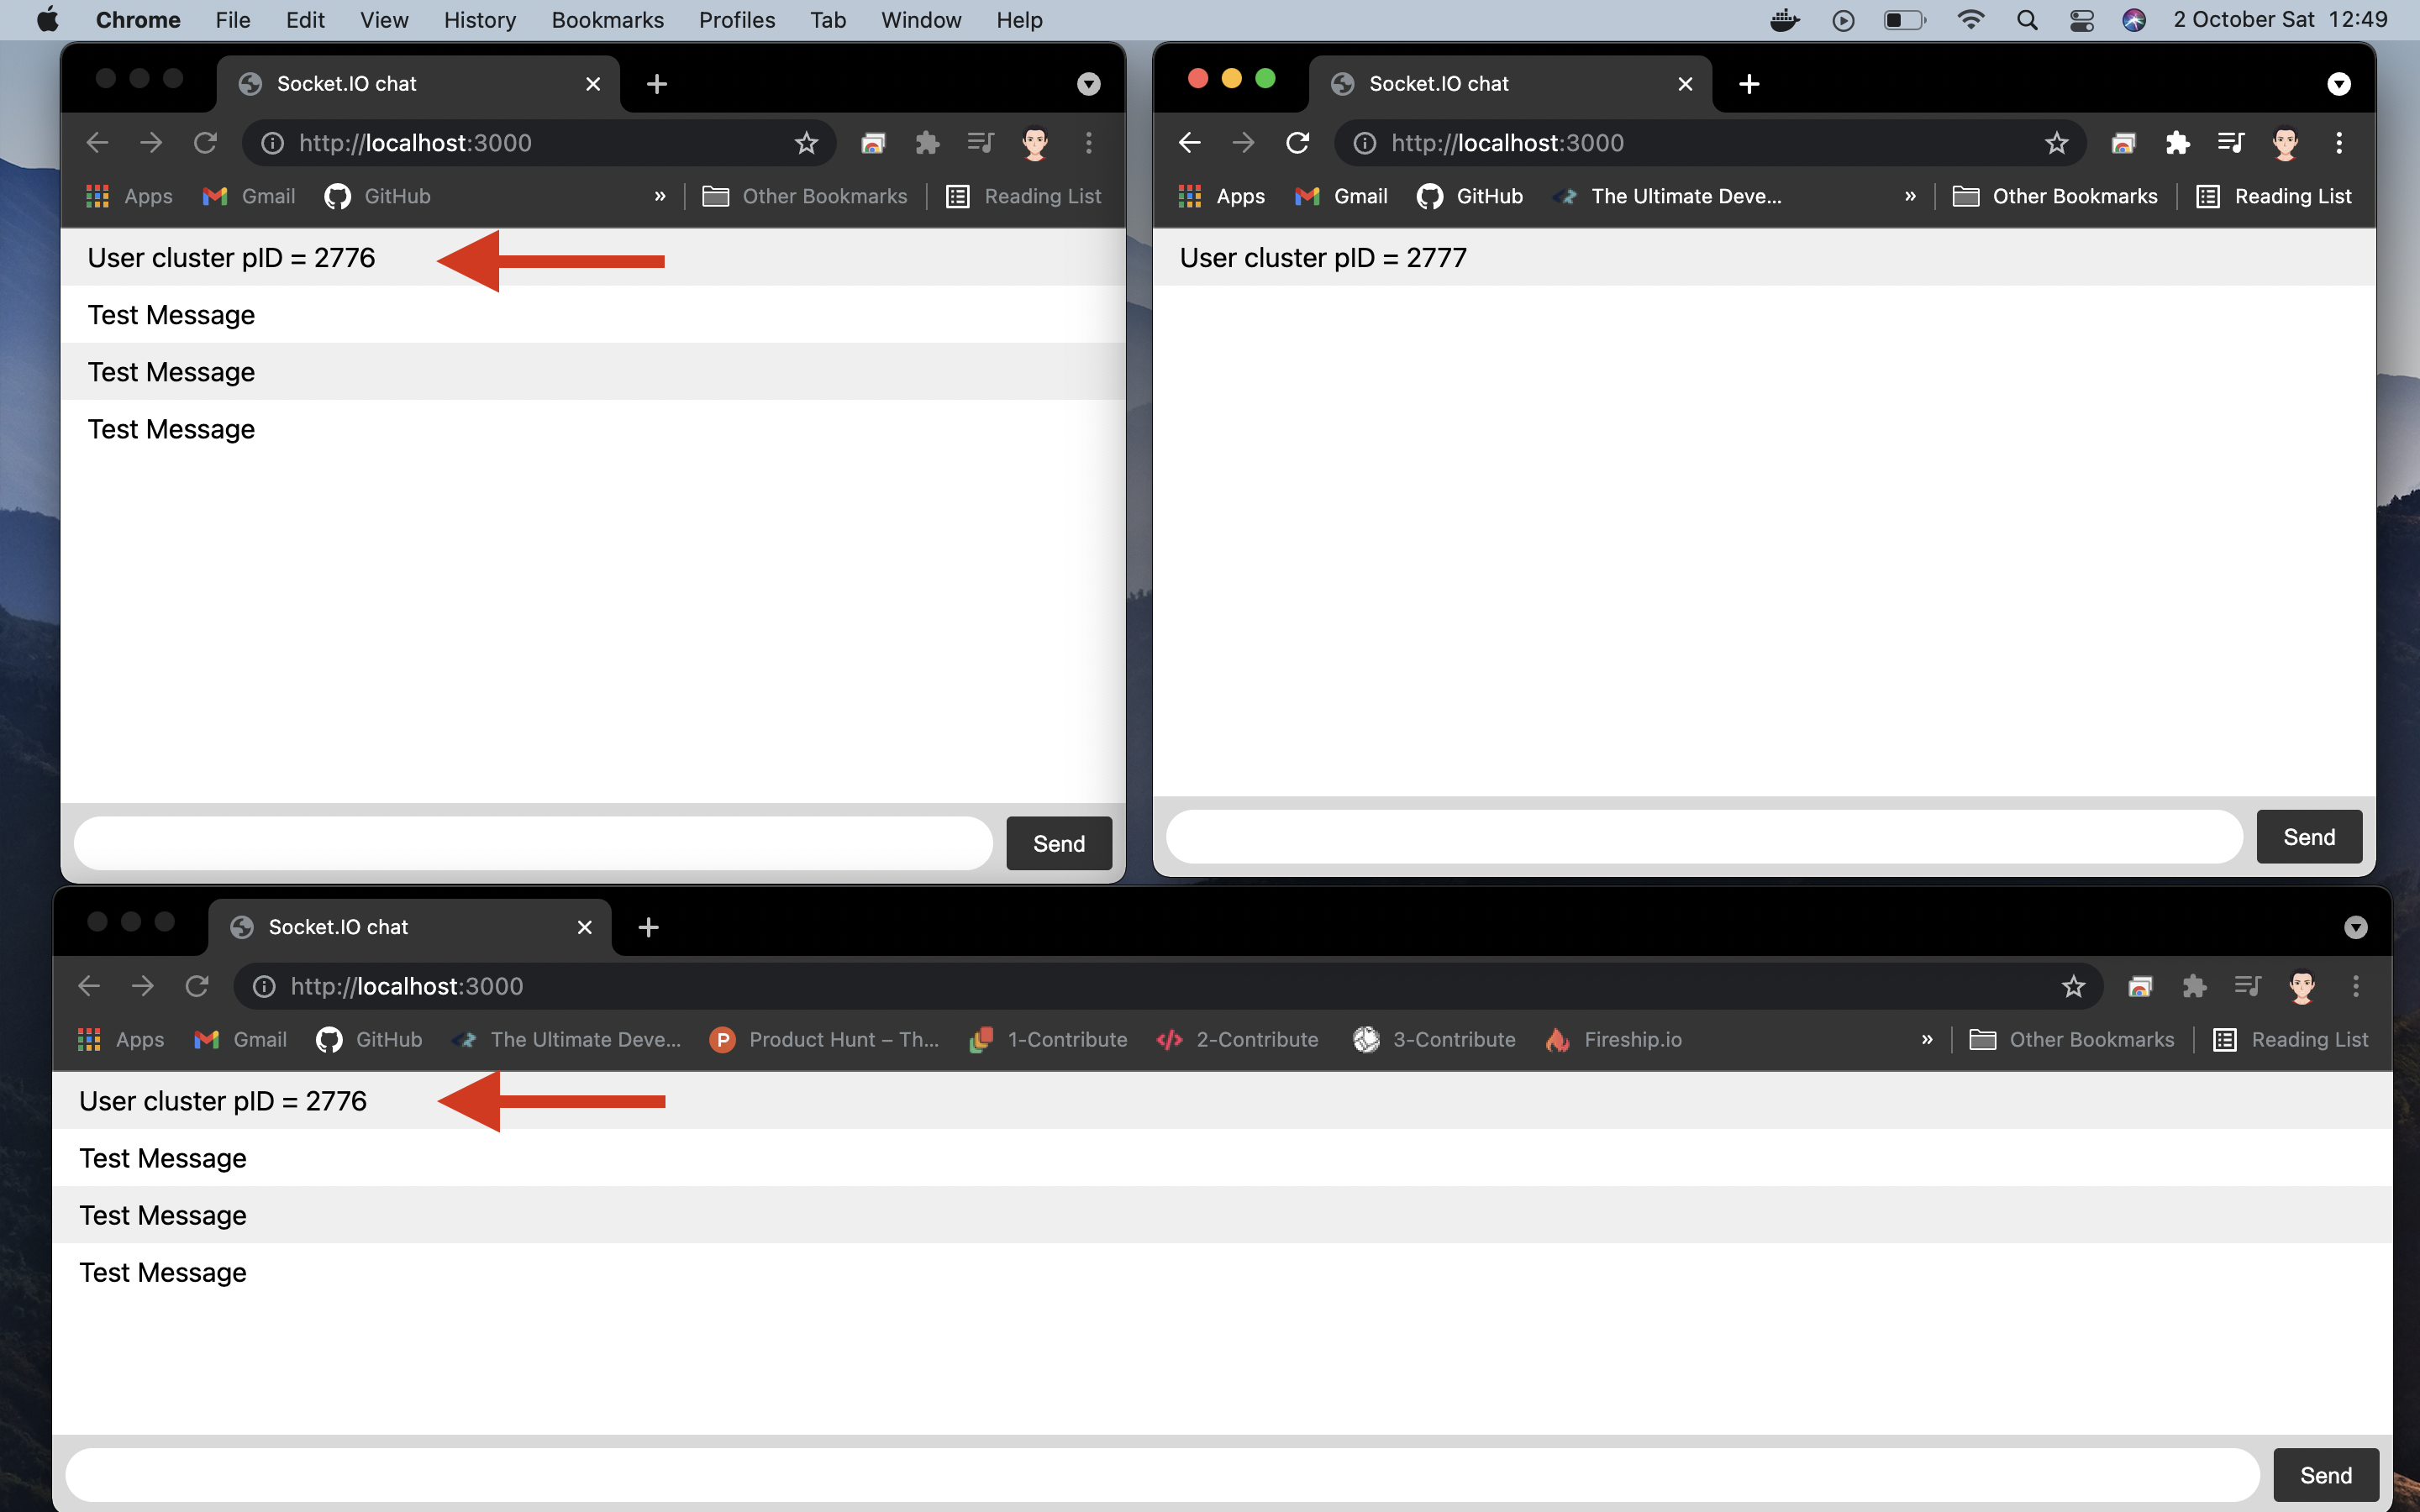 Chrome File Edit View History Bookmarks Profiles Tab Window Help 2 October Sat 12:49
Socket.IO chat
http://localhost:3000
Apps Gmail GitHub » Other Bookmarks Reading List
User cluster pID = 2776
Test Message
Test Message
Test Message
Send
Socket.IO chat
http://localhost:3000
Apps Gmail GitHub The Ultimate Deve... » Other Bookmarks Reading List
User cluster pID = 2777
Send
Socket.IO chat
http://localhost:3000
Apps Gmail GitHub The Ultimate Deve... P Product Hunt – Th... 1-Contribute 2-Contribute 3-Contribute Fireship.io » Other Bookmarks Reading List
User cluster pID = 2776
Test Message
Test Message
Test Message
Send